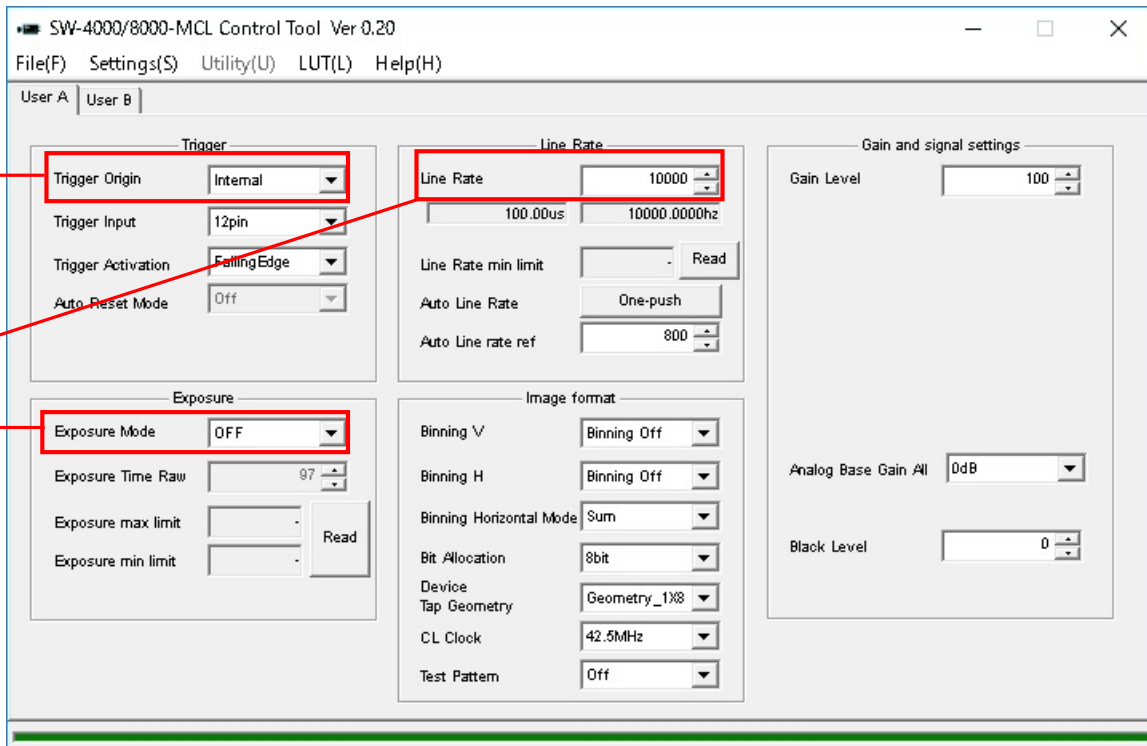 SW-4000/8000-MCL Control Tool Ver 0.20
File(F) Settings(S) Utility(U) LUT(L) Help(H)
User A User B
Trigger
Trigger Origin Internal
Trigger Input 12pin
Trigger Activation FallingEdge
Auto Reset Mode Off
Exposure
Exposure Mode OFF
Exposure Time Raw 97
Exposure max limit -
Exposure min limit -
Read
Line Rate
Line Rate 10000
100.00us 10000.0000hz
Line Rate min limit - Read
Auto Line Rate One-push
Auto Line rate ref 800
Image format
Binning V Binning Off
Binning H Binning Off
Binning Horizontal Mode Sum
Bit Allocation 8bit
Device
Tap Geometry Geometry_1X8
CL Clock 42.5MHz
Test Pattern Off
Gain and signal settings
Gain Level 100
Analog Base Gain All 0dB
Black Level 0